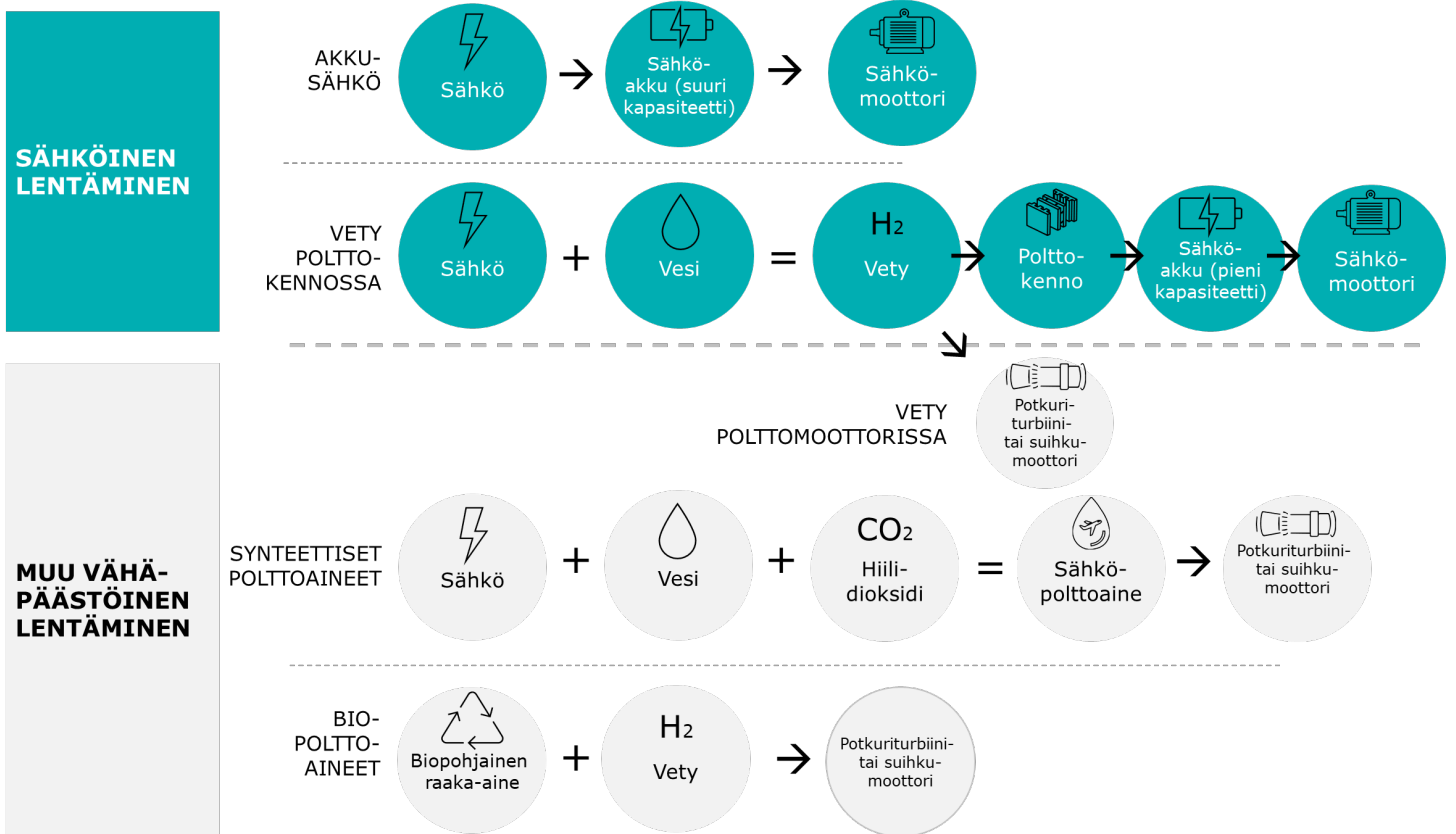 SÄHKÖINEN
LENTÄMINEN
AKKU-
SÄHKÖ
Sähkö
Sähkö-
akku (suuri
kapasiteetti)
Sähkö-
moottori
VETY
POLTTO-
KENNOSSA
Sähkö
+
Vesi
=
H2
Vety
Poltto-
kenno
Sähkö-
akku (pieni
kapasiteetti)
Sähkö-
moottori
MUU VÄHÄ-
PÄÄSTÖINEN
LENTÄMINEN
VETY
POLTTOMOOTTORISSA
Potkuri-
turbiini-
tai suihku-
moottori
SYNTEETTISET
POLTTOAINEET
Sähkö
+
Vesi
+
CO2
Hiili-
dioksidi
=
Sähkö-
polttoaine
Potkuriturbiini-
tai suihku-
moottori
BIO-
POLTTO-
AINEET
Biopohjainen
raaka-aine
+
H2
Vety
Potkuriturbiini-
tai suihku-
moottori